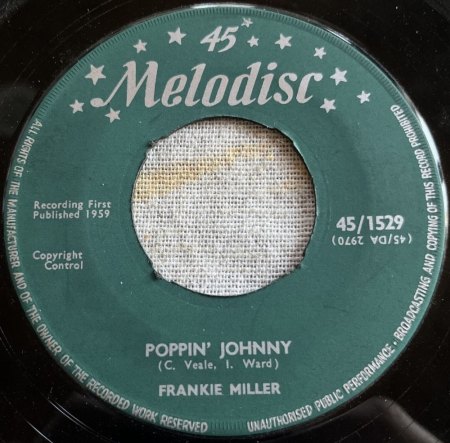 45
Melodisc
Recording First
Published 1959
Copyright
Control
45/1529
(45/DA 2970)
POPPIN' JOHNNY
(C. Veale, I. Ward)
FRANKIE MILLER
ALL RIGHTS OF THE MANUFACTURER AND OF THE OWNER OF THE RECORDED WORK RESERVED
UNAUTHORISED PUBLIC PERFORMANCE · BROADCASTING AND COPYING OF THIS RECORD PROHIBITED